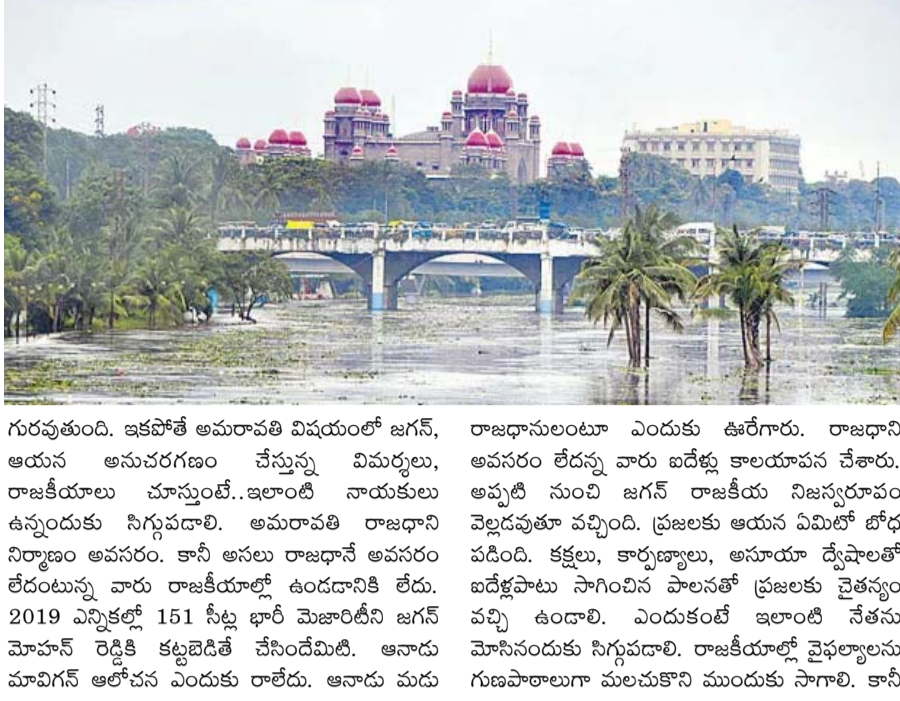 గురవుతుంది. ఇకపోతే అమరావతి విషయంలో జగన్,
ఆయన అనుచరగణం చేస్తున్న విమర్శలు,
రాజకీయాలు చూస్తుంటే..ఇలాంటి నాయకులు
ఉన్నందుకు సిగ్గుపడాలి. అమరావతి రాజధాని
నిర్మాణం అవసరం. కానీ అసలు రాజధానే అవసరం
లేదంటున్న వారు రాజకీయాల్లో ఉండడానికి లేదు.
2019 ఎన్నికల్లో 151 సీట్ల భారీ మెజారిటీని జగన్
మోహన్ రెడ్డికి కట్టబెడితే చేసిందేమిటి. ఆనాడు
మావిగన్ ఆలోచన ఎందుకు రాలేదు. ఆనాడు మడు
రాజధానులంటూ ఎందుకు ఊరేగారు. రాజధాని
అవసరం లేదన్న వారు ఐదేళ్లు కాలయాపన చేశారు.
అప్పటి నుంచి జగన్ రాజకీయ నిజస్వరూపం
వెల్లడవుతూ వచ్చింది. ప్రజలకు ఆయన ఏమిటో బోధ
పడింది. కక్షలు, కార్పణ్యాలు, అసూయా ద్వేషాలతో
ఐదేళ్లపాటు సాగించిన పాలనతో ప్రజలకు చైతన్యం
వచ్చి ఉండాలి. ఎందుకంటే ఇలాంటి నేతను
మోసినందుకు సిగ్గుపడాలి. రాజకీయాల్లో వైఫల్యాలను
గుణపాఠాలుగా మలచుకొని ముందుకు సాగాలి. కానీ